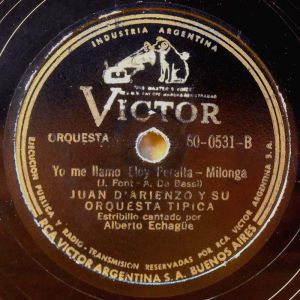 INDUSTRIA ARGENTINA
"HIS MASTER'S VOICE"
VICTOR
ORQUESTA
60-0531-B
Yo me llamo Eloy Peralta - Milonga
(J. Font - A. De Bassi)
JUAN D'ARIENZO Y SU
ORQUESTA TIPICA
Estribillo cantado por
Alberto Echagüe
EJECUCION PUBLICA Y RADIO-TRANSMISION RESERVADAS POR RCA VICTOR ARGENTINA S.A.
RCA VICTOR ARGENTINA S.A. BUENOS AIRES